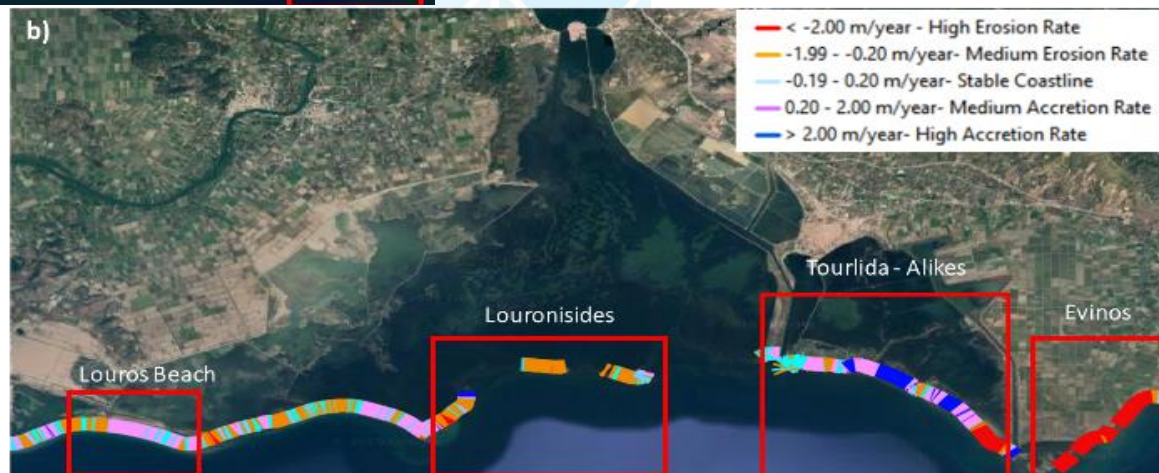 b)
< -2.00 m/year - High Erosion Rate
-1.99 - -0.20 m/year- Medium Erosion Rate
-0.19 - 0.20 m/year- Stable Coastline
0.20 - 2.00 m/year- Medium Accretion Rate
> 2.00 m/year- High Accretion Rate
Tourlida - Alikes
Louronisides
Evinos
Louros Beach